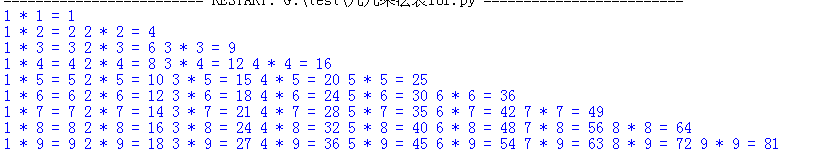 ========================= RESTART: G:\test\九九乘法表for.py =========================
1 * 1 = 1
1 * 2 = 2 2 * 2 = 4
1 * 3 = 3 2 * 3 = 6 3 * 3 = 9
1 * 4 = 4 2 * 4 = 8 3 * 4 = 12 4 * 4 = 16
1 * 5 = 5 2 * 5 = 10 3 * 5 = 15 4 * 5 = 20 5 * 5 = 25
1 * 6 = 6 2 * 6 = 12 3 * 6 = 18 4 * 6 = 24 5 * 6 = 30 6 * 6 = 36
1 * 7 = 7 2 * 7 = 14 3 * 7 = 21 4 * 7 = 28 5 * 7 = 35 6 * 7 = 42 7 * 7 = 49
1 * 8 = 8 2 * 8 = 16 3 * 8 = 24 4 * 8 = 32 5 * 8 = 40 6 * 8 = 48 7 * 8 = 56 8 * 8 = 64
1 * 9 = 9 2 * 9 = 18 3 * 9 = 27 4 * 9 = 36 5 * 9 = 45 6 * 9 = 54 7 * 9 = 63 8 * 9 = 72 9 * 9 = 81